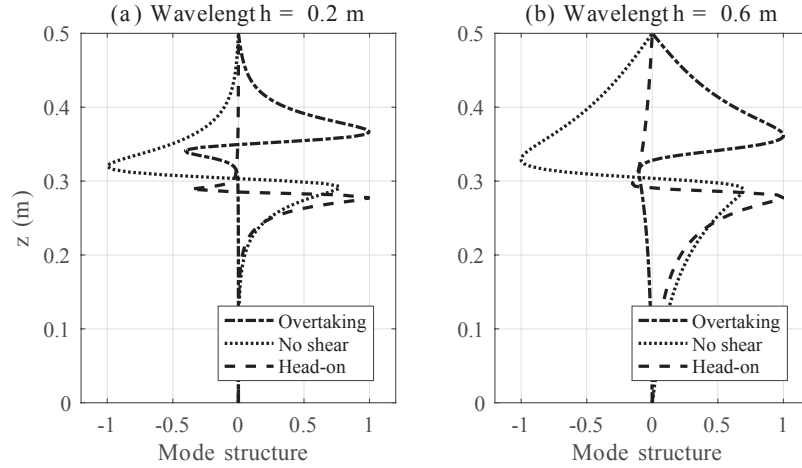 (a) Wavelength = 0.2 m
z (m)
0.5
0.4
0.3
0.2
0.1
0
Overtaking
No shear
Head-on
-1 -0.5 0 0.5 1
Mode structure
(b) Wavelength = 0.6 m
0.5
0.4
0.3
0.2
0.1
0
Overtaking
No shear
Head-on
-1 -0.5 0 0.5 1
Mode structure